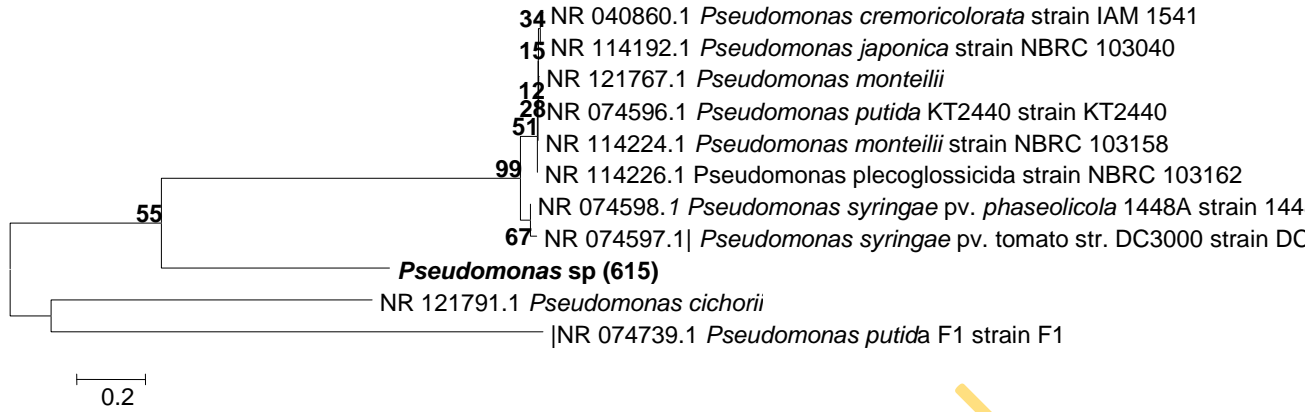 34 NR 040860.1 Pseudomonas cremoricolorata strain IAM 1541
15 NR 114192.1 Pseudomonas japonica strain NBRC 103040
NR 121767.1 Pseudomonas monteilii
12
28 NR 074596.1 Pseudomonas putida KT2440 strain KT2440
51
NR 114224.1 Pseudomonas monteilii strain NBRC 103158
99
NR 114226.1 Pseudomonas plecoglossicida strain NBRC 103162
55
NR 074598.1 Pseudomonas syringae pv. phaseolicola 1448A strain 144
67 NR 074597.1| Pseudomonas syringae pv. tomato str. DC3000 strain DC
Pseudomonas sp (615)
NR 121791.1 Pseudomonas cichorii
|NR 074739.1 Pseudomonas putida F1 strain F1
0.2